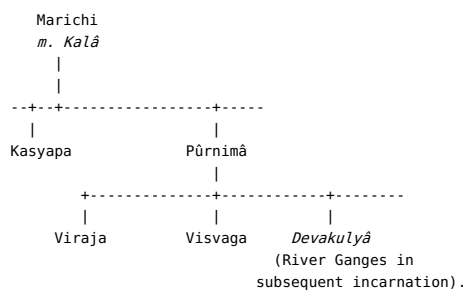 Marichi
m. Kalâ
Kasyapa Pûrnimâ
Viraja Visvaga Devakulyâ
(River Ganges in
subsequent incarnation).